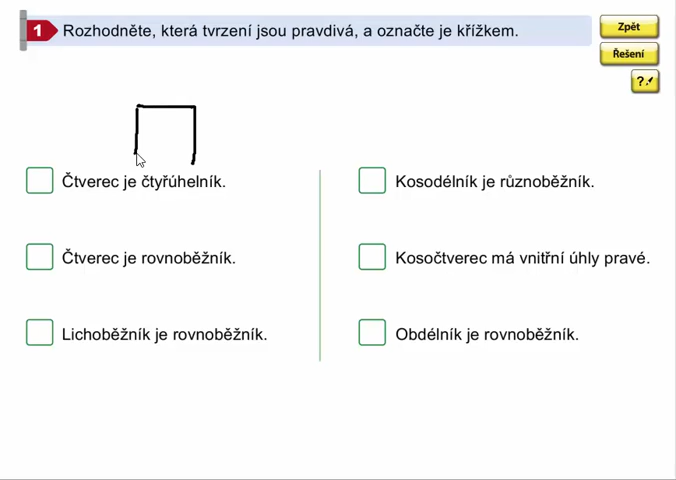 1 Rozhodněte, která tvrzení jsou pravdivá, a označte je křížkem.
Zpět
Řešení
?
Čtverec je čtyřúhelník.
Čtverec je rovnoběžník.
Lichoběžník je rovnoběžník.
Kosodélník je různoběžník.
Kosočtverec má vnitřní úhly pravé.
Obdélník je rovnoběžník.